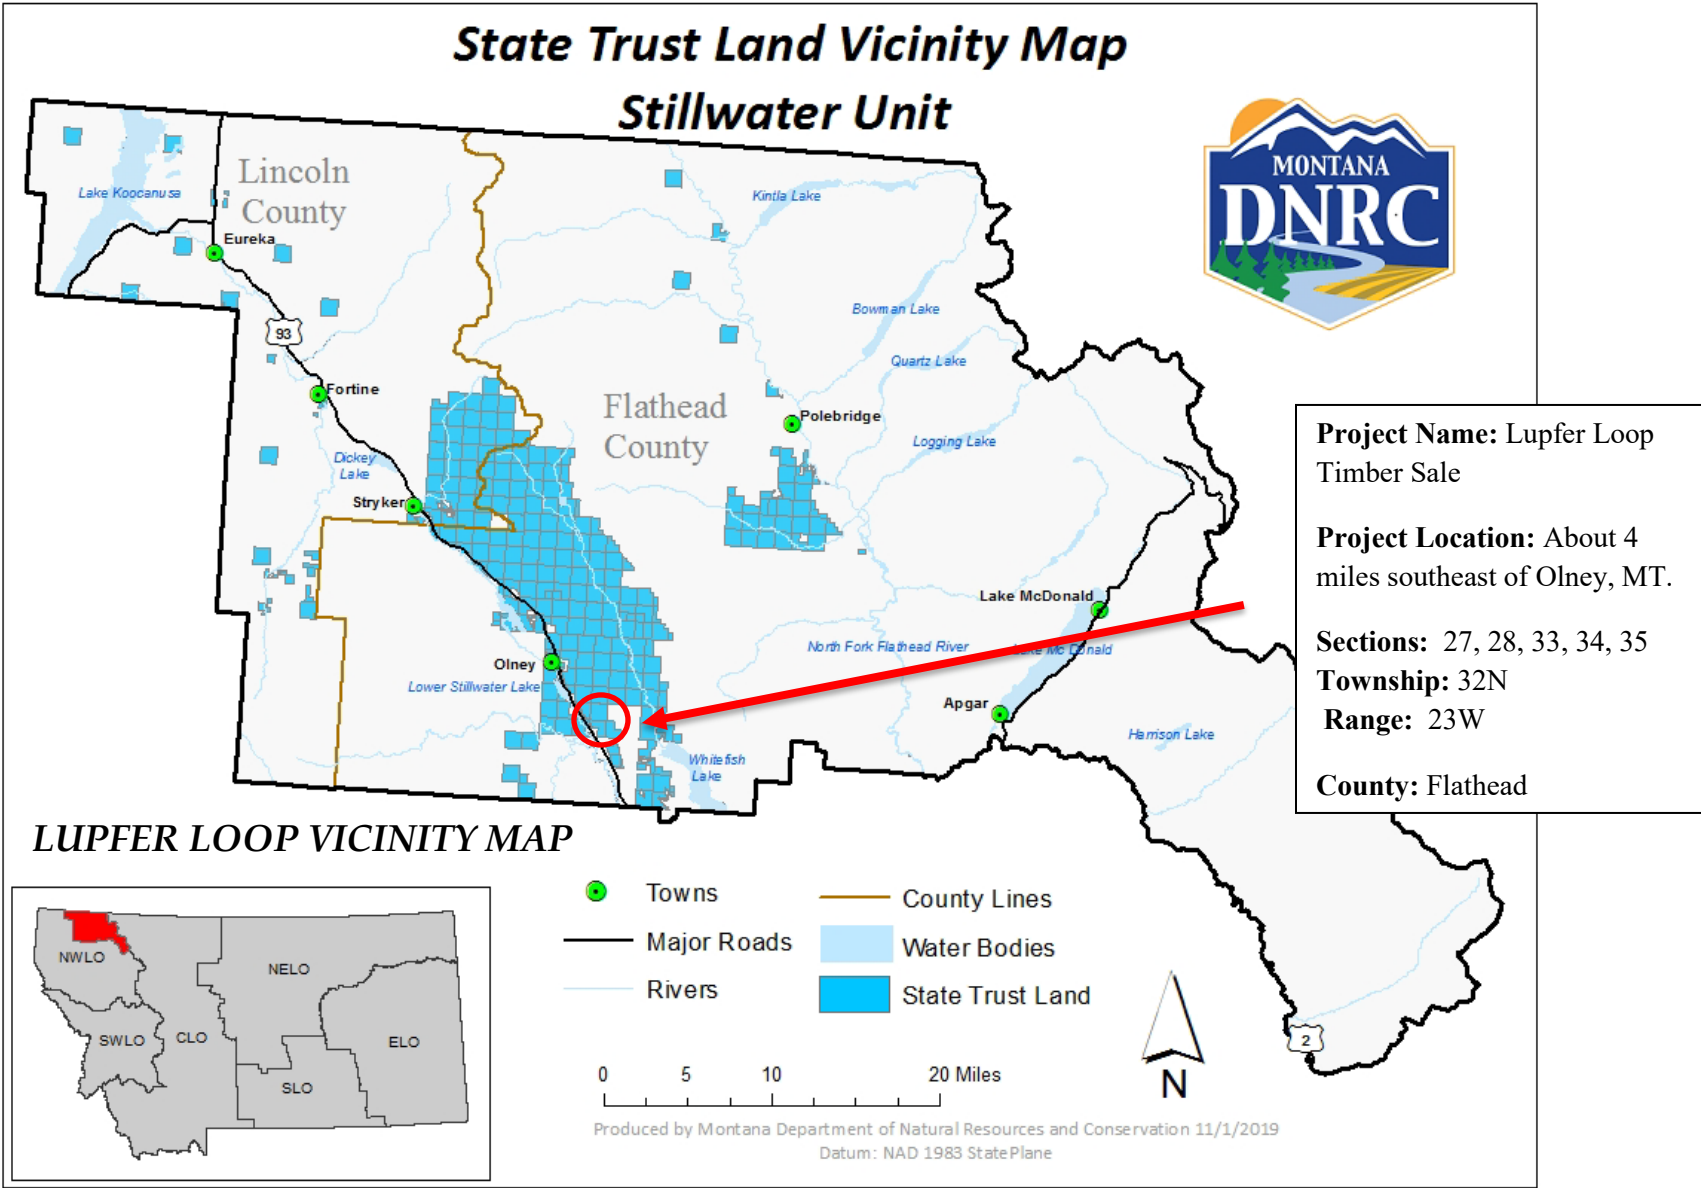 State Trust Land Vicinity Map
Stillwater Unit
MONTANA
DNRC
Lincoln
County
Lake Koocanusa
Eureka
93
Fortine
Dickey
Lake
Stryker
Flathead
County
Kintla Lake
Bowman Lake
Quartz Lake
Polebridge
Logging Lake
Lake McDonald
North Fork Flathead River
Lake Mc Donald
Olney
Lower Stillwater Lake
Apgar
Harrison Lake
Whitefish
Lake
2
Project Name: Lupfer Loop
Timber Sale
Project Location: About 4
miles southeast of Olney, MT.
Sections: 27, 28, 33, 34, 35
Township: 32N
Range: 23W
County: Flathead
LUPFER LOOP VICINITY MAP
NWLO
SWLO
CLO
NELO
SLO
ELO
Towns
Major Roads
Rivers
County Lines
Water Bodies
State Trust Land
N
0 5 10 20 Miles
Produced by Montana Department of Natural Resources and Conservation 11/1/2019
Datum: NAD 1983 StatePlane